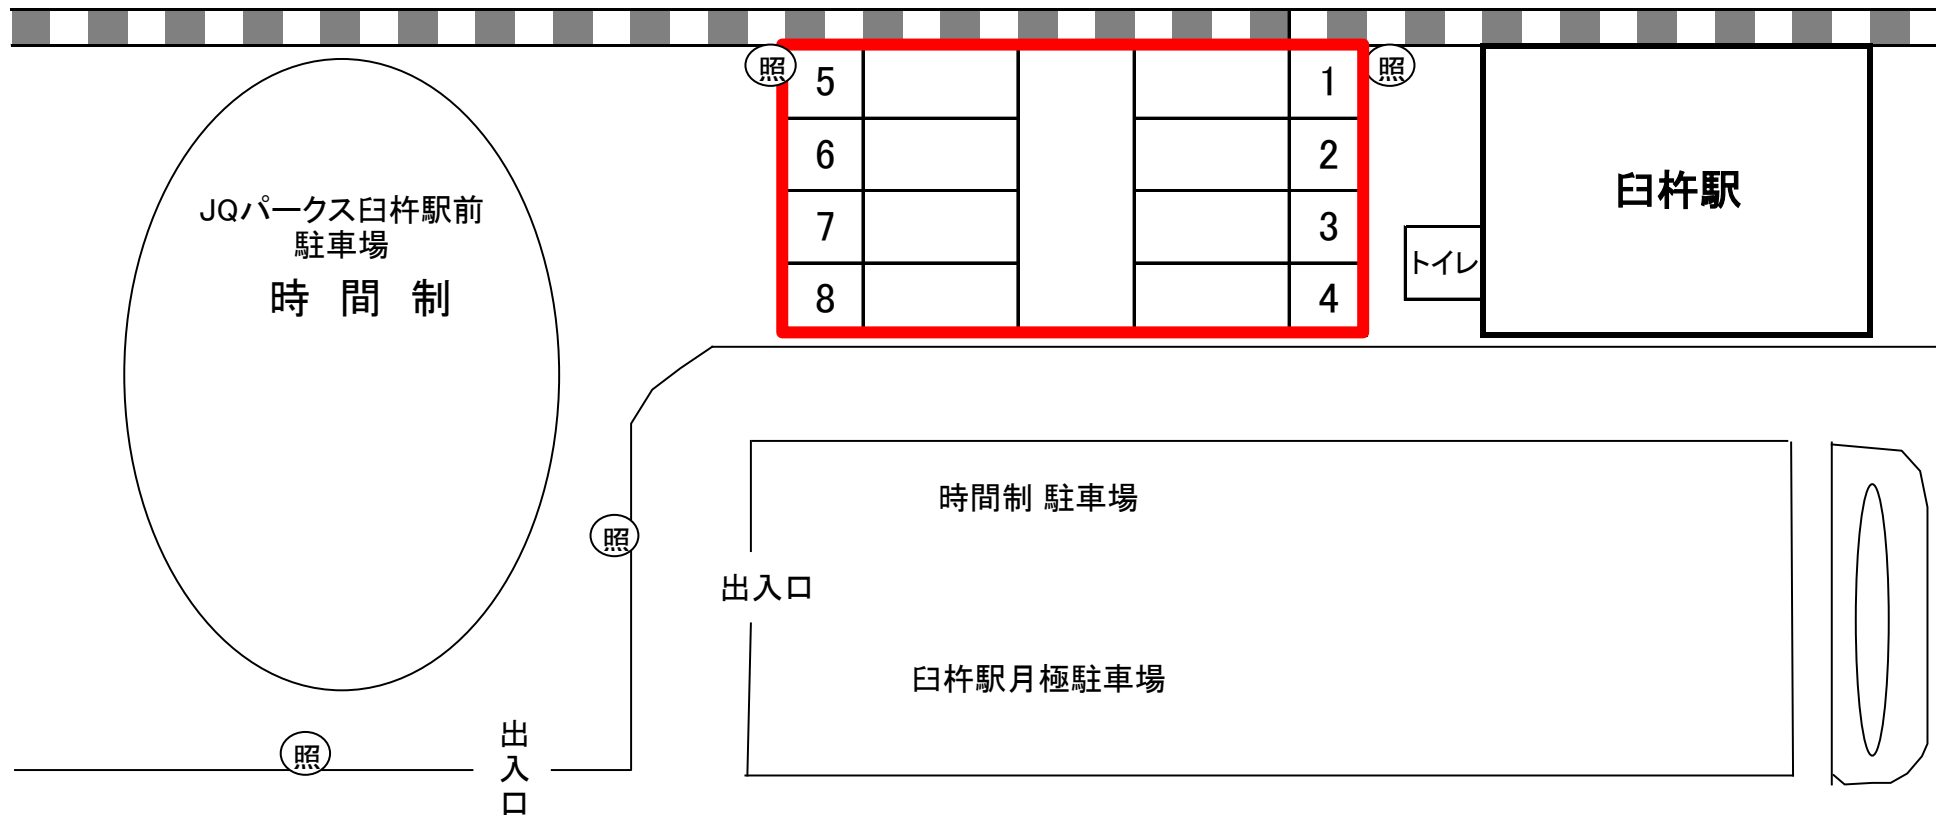 照
照
5
1
6
2
7
3
8
4
臼杵駅
トイレ
JQパークス臼杵駅前
駐車場
時 間 制
時間制 駐車場
照
出入口
臼杵駅月極駐車場
照
出入口